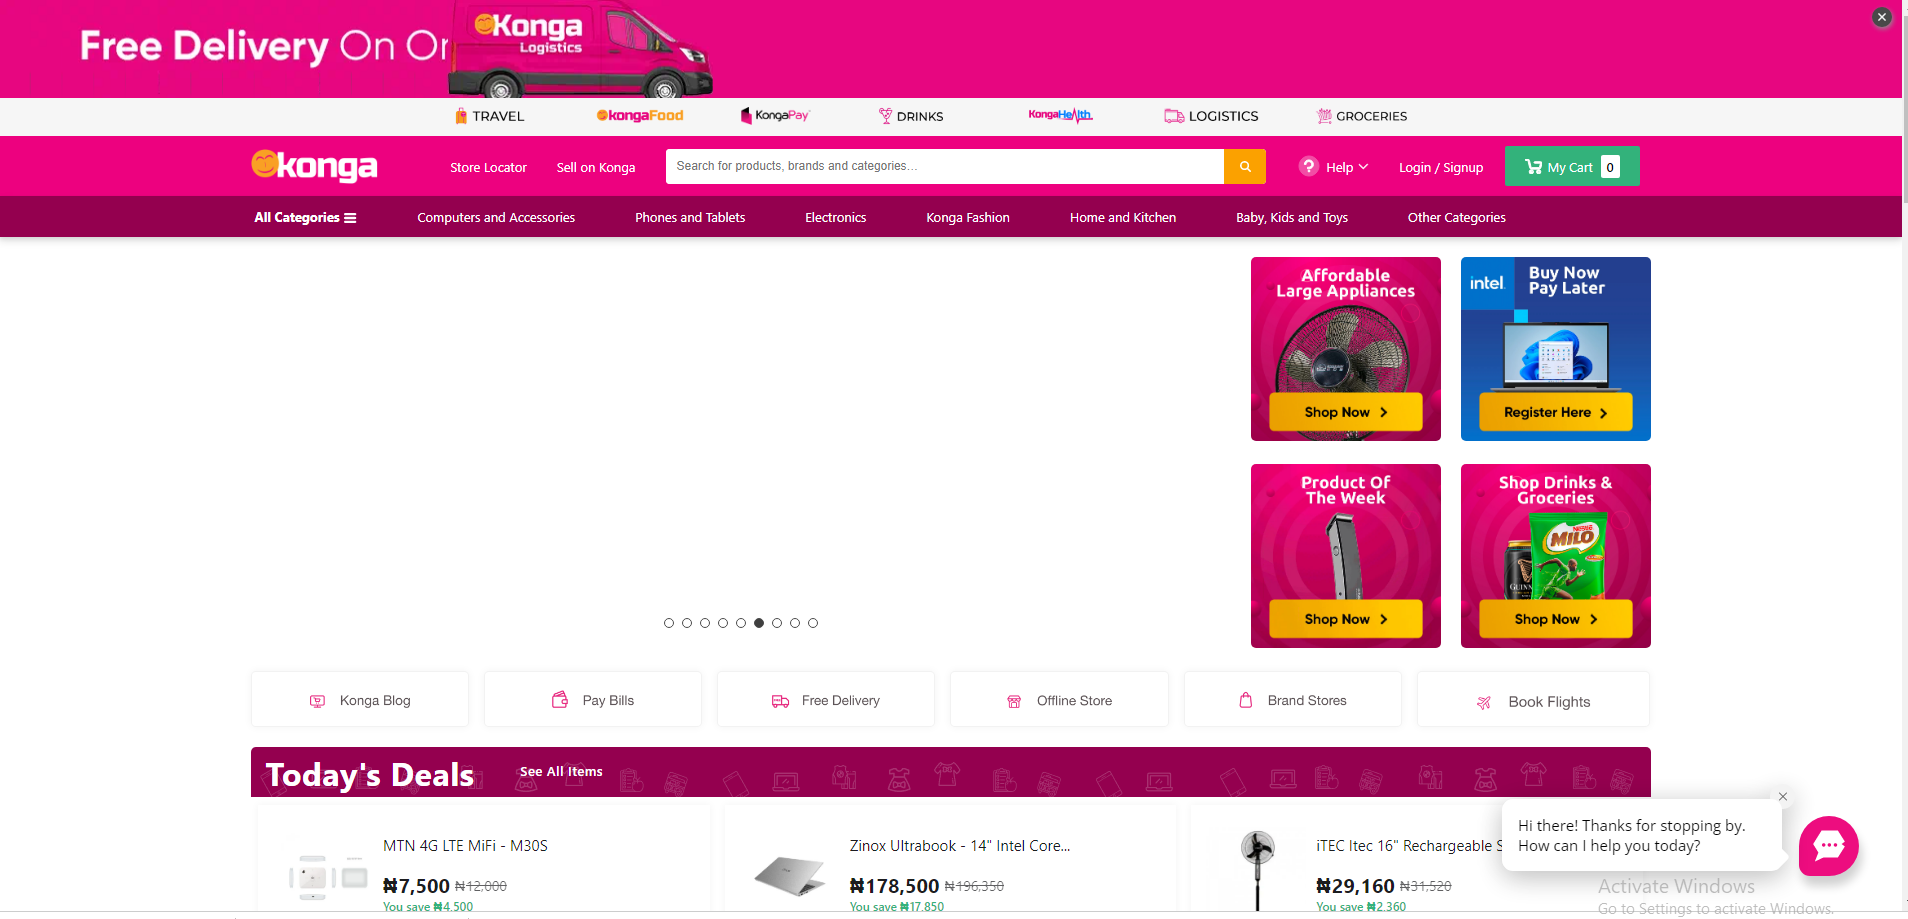 Free Delivery On Or
Konga
Logistics
TRAVEL
kongaFood
KongaPay
DRINKS
KongaHealth
LOGISTICS
GROCERIES
konga
Store Locator
Sell on Konga
Search for products, brands and categories...
? Help
Login / Signup
My Cart 0
All Categories
Computers and Accessories
Phones and Tablets
Electronics
Konga Fashion
Home and Kitchen
Baby, Kids and Toys
Other Categories
Affordable
Large Appliances
Shop Now
intel.
Buy Now
Pay Later
Register Here
Product Of
The Week
Shop Now
Shop Drinks &
Groceries
Nestle
MILO
GUINN
Shop Now
Konga Blog
Pay Bills
Free Delivery
Offline Store
Brand Stores
Book Flights
Today's Deals
See All Items
MTN 4G LTE MiFi - M30S
₦7,500 ₦12,000
You save ₦4,500
Zinox Ultrabook - 14" Intel Core...
₦178,500 ₦196,350
You save ₦17,850
iTEC Itec 16" Rechargeable S
₦29,160 ₦31,520
You save ₦2,360
Hi there! Thanks for stopping by.
How can I help you today?
Activate Windows
Go to Settings to activate Windows.